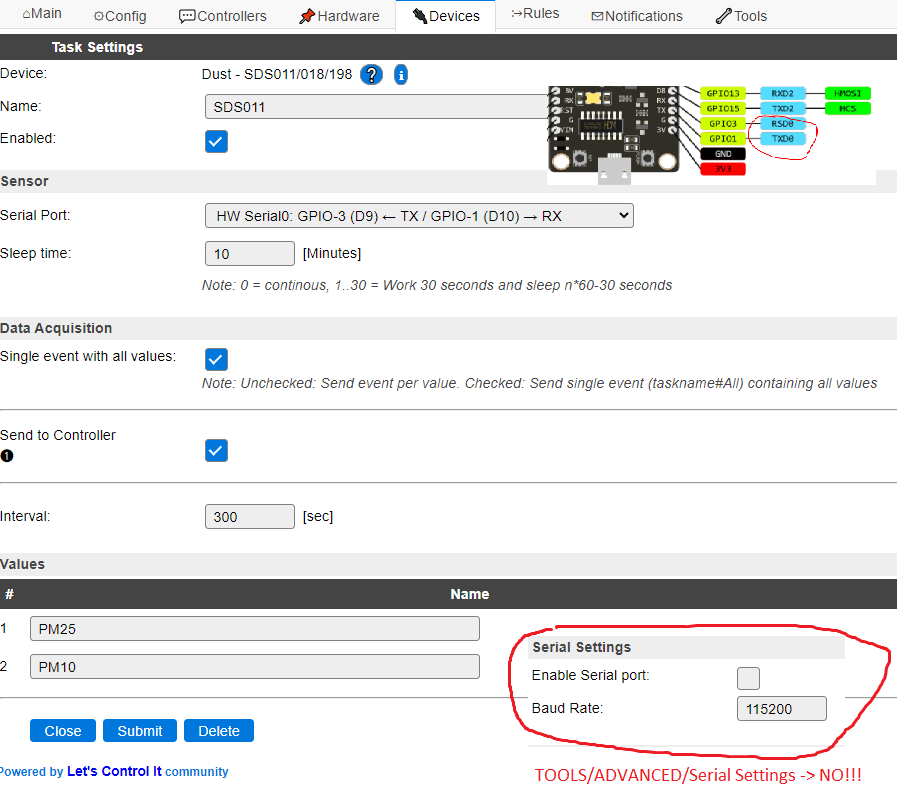 Main
Config
Controllers
Hardware
Devices
Rules
Notifications
Tools
Task Settings
Device: Dust - SDS011/018/198 ? i
Name: SDS011
Enabled:
D8
RX
TX
G
3V
RX
RST
G
VIN
GPIO13 RXD2 HMOSI
GPIO15 TXD2 HCS
GPIO3 RSD0
GPIO1 TXD0
GND
3V3
Sensor
Serial Port: HW Serial0: GPIO-3 (D9) ← TX / GPIO-1 (D10) → RX
Sleep time: 10 [Minutes]
Note: 0 = continous, 1..30 = Work 30 seconds and sleep n*60-30 seconds
Data Acquisition
Single event with all values:
Note: Unchecked: Send event per value. Checked: Send single event (taskname#All) containing all values
Send to Controller
1
Interval: 300 [sec]
Values
# Name
1 PM25
2 PM10
Serial Settings
Enable Serial port:
Baud Rate: 115200
Close Submit Delete
Powered by Let's Control It community
TOOLS/ADVANCED/Serial Settings -> NO!!!